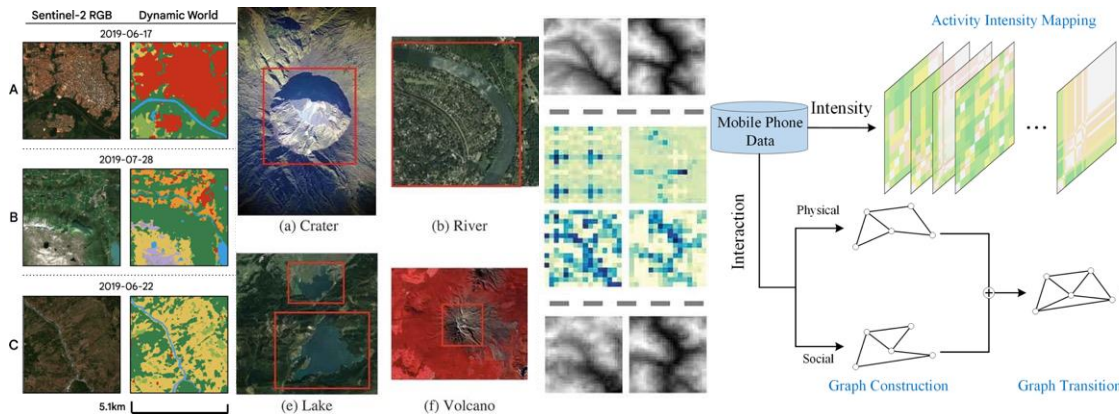 Sentinel-2 RGB
Dynamic World
2019-06-17
A
2019-07-28
B
2019-06-22
C
5.1km
(a) Crater
(b) River
(e) Lake
(f) Volcano
Activity Intensity Mapping
Mobile Phone
Data
Intensity
...
Interaction
Physical
Social
Graph Construction
Graph Transition